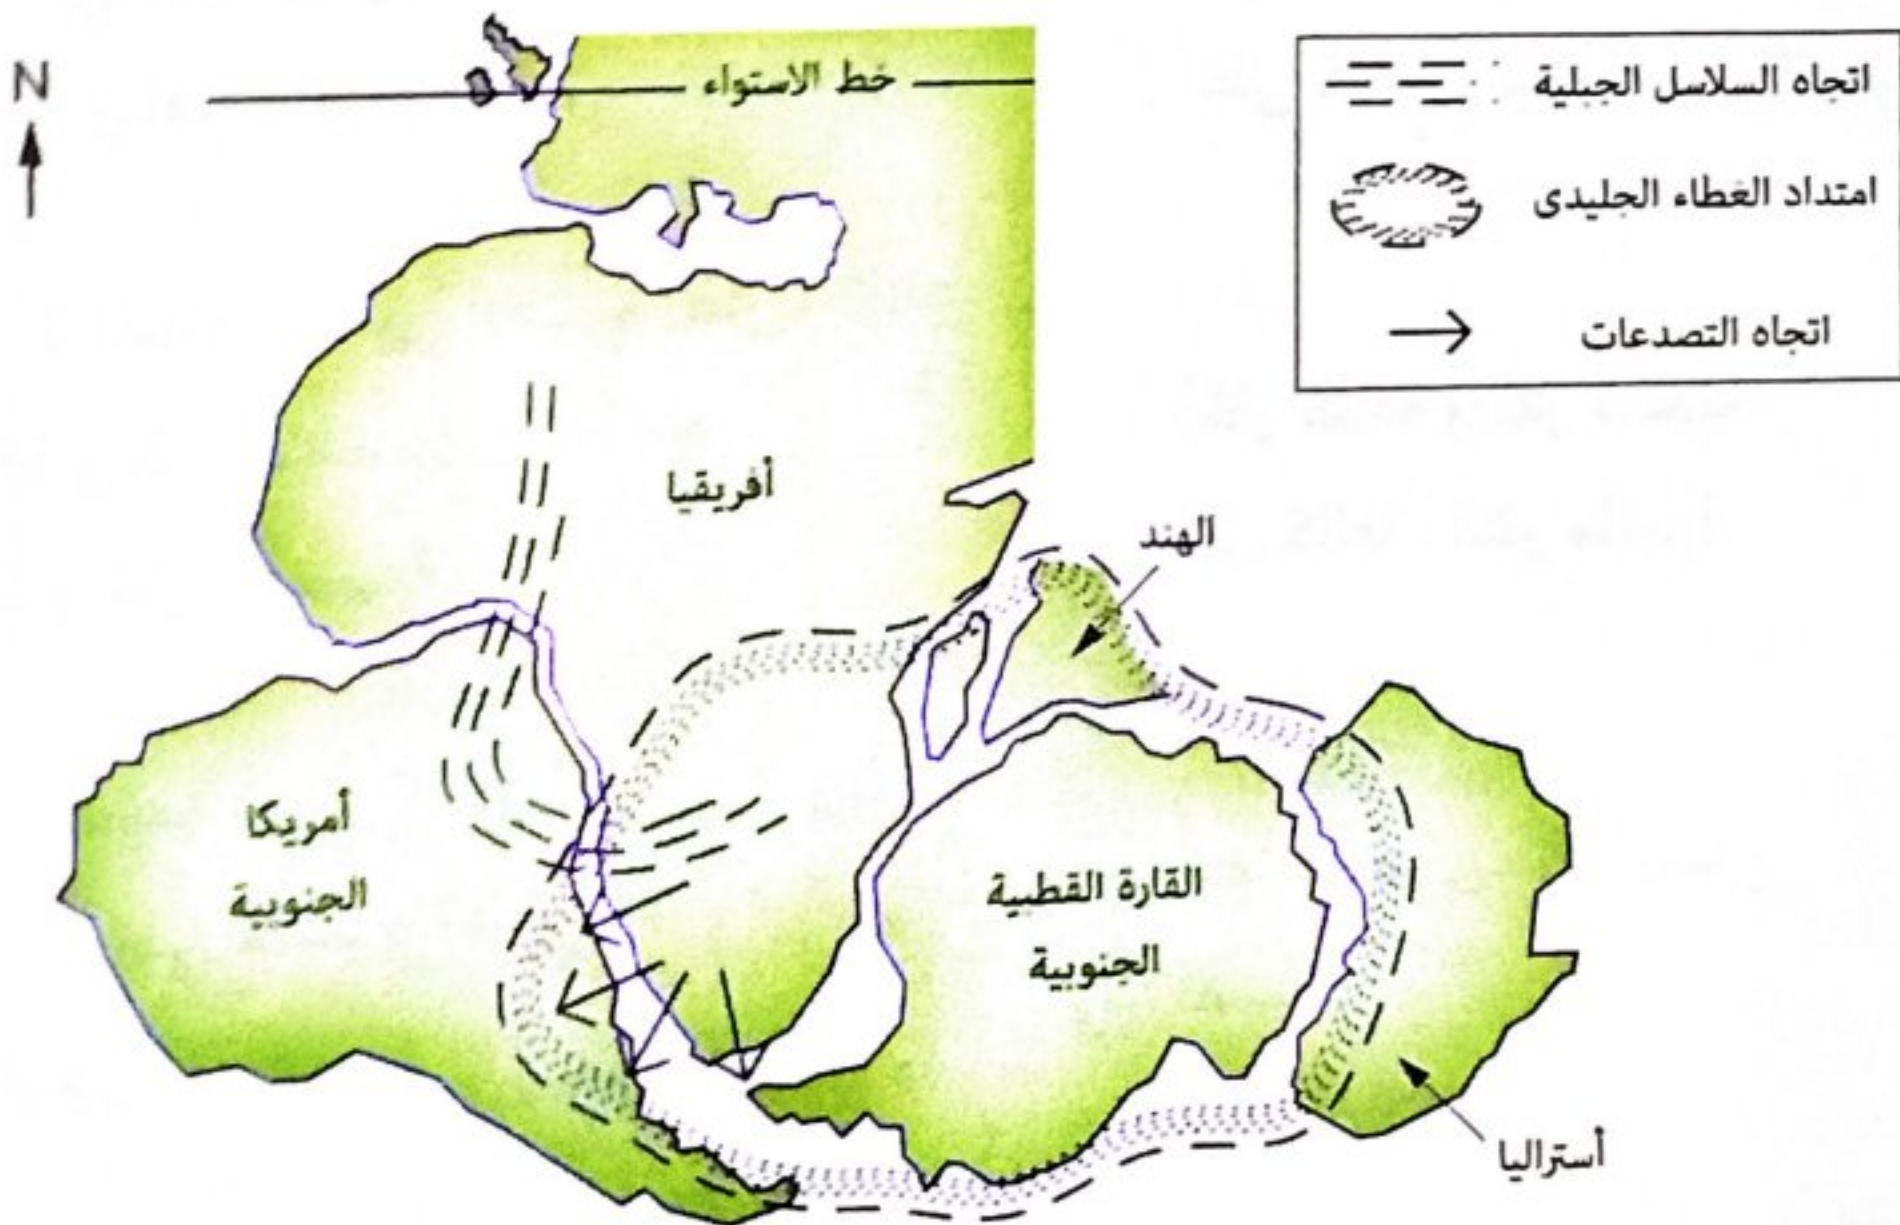 N
خط الاستواء
اتجاه السلاسل الجبلية
امتداد الغطاء الجليدى
اتجاه التصدعات
أفريقيا
الهند
أمريكا
الجنوبية
القارة القطبية
الجنوبية
أستراليا